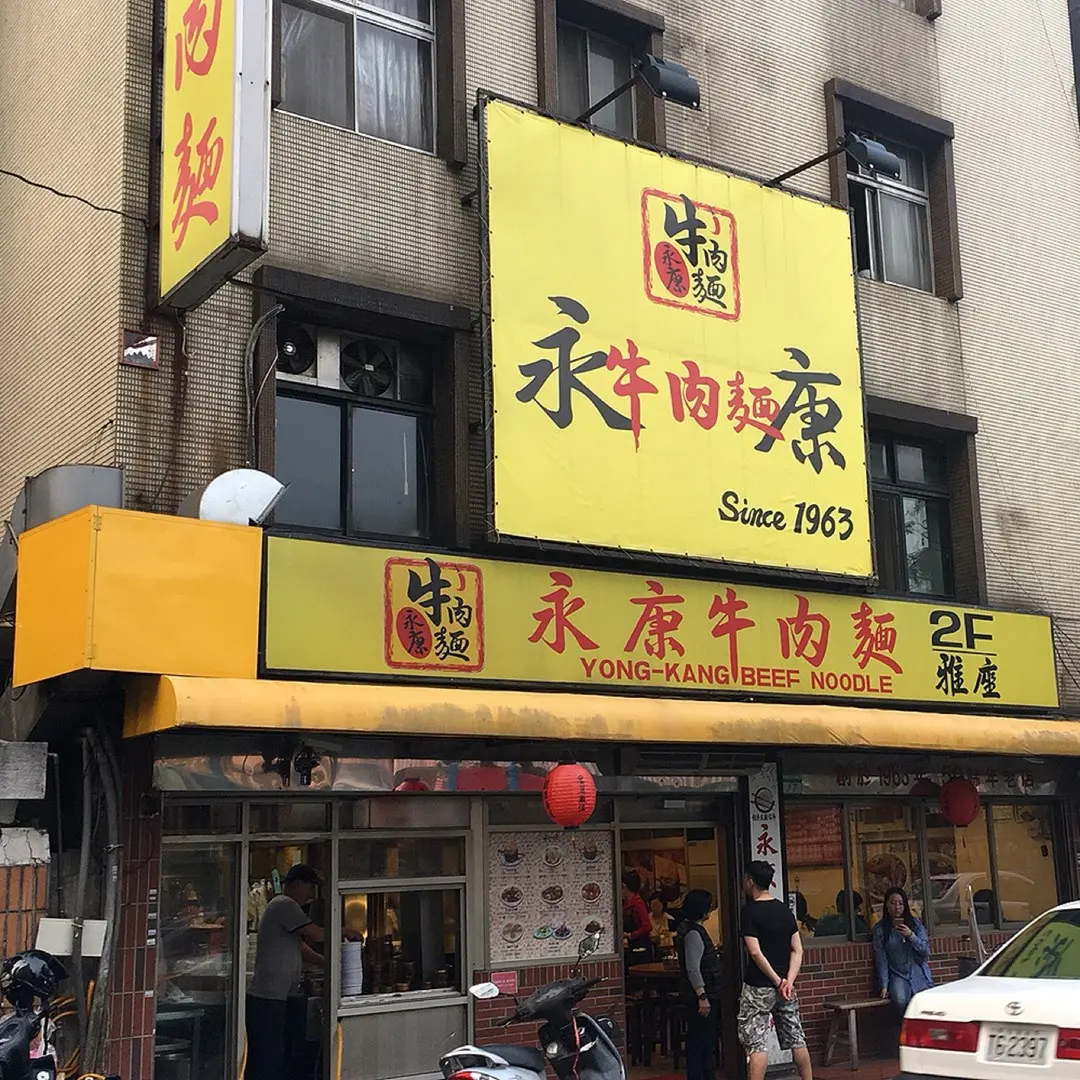 肉麵
牛肉麵
永康
永牛肉麵康
Since 1963
牛肉麵
永康
永康牛肉麵
YONG-KANG BEEF NOODLE
2F
雅座
永
T6 2397